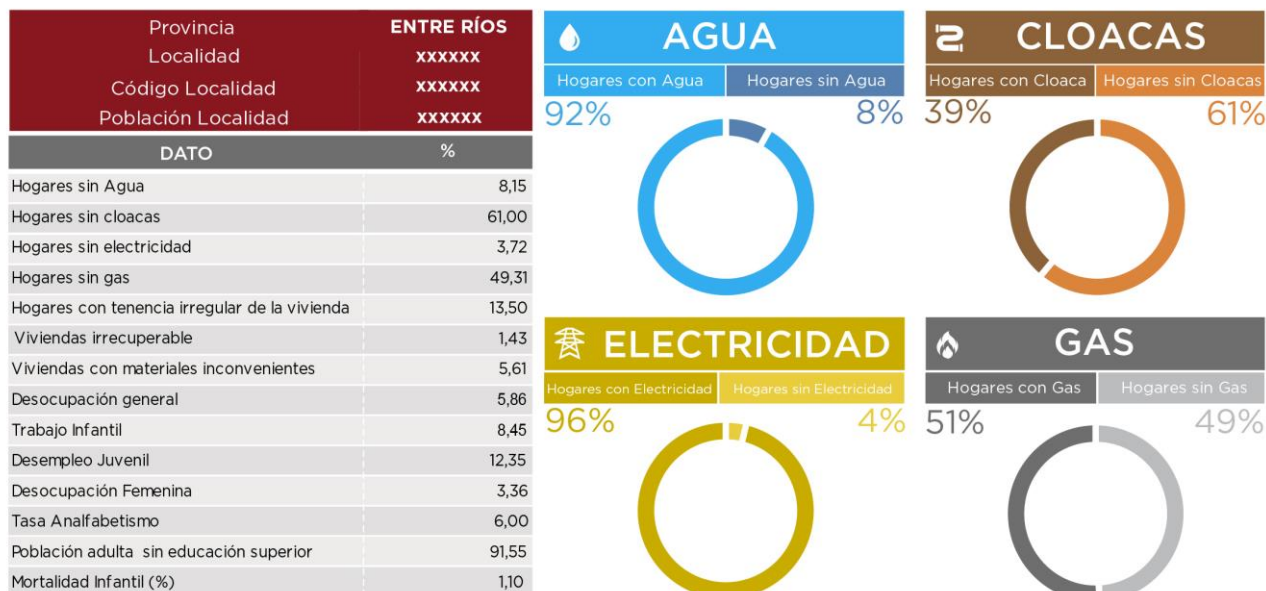 Provincia ENTRE RÍOS
Localidad xxxxxx
Código Localidad xxxxxx
Población Localidad xxxxxx
DATO %
Hogares sin Agua 8,15
Hogares sin cloacas 61,00
Hogares sin electricidad 3,72
Hogares sin gas 49,31
Hogares con tenencia irregular de la vivienda 13,50
Viviendas irrecuperable 1,43
Viviendas con materiales inconvenientes 5,61
Desocupación general 5,86
Trabajo Infantil 8,45
Desempleo Juvenil 12,35
Desocupación Femenina 3,36
Tasa Analfabetismo 6,00
Población adulta sin educación superior 91,55
Mortalidad Infantil (%) 1,10
AGUA
Hogares con Agua Hogares sin Agua
92% 8%
CLOACAS
Hogares con Cloaca Hogares sin Cloacas
39% 61%
ELECTRICIDAD
Hogares con Electricidad Hogares sin Electricidad
96% 4%
GAS
Hogares con Gas Hogares sin Gas
51% 49%